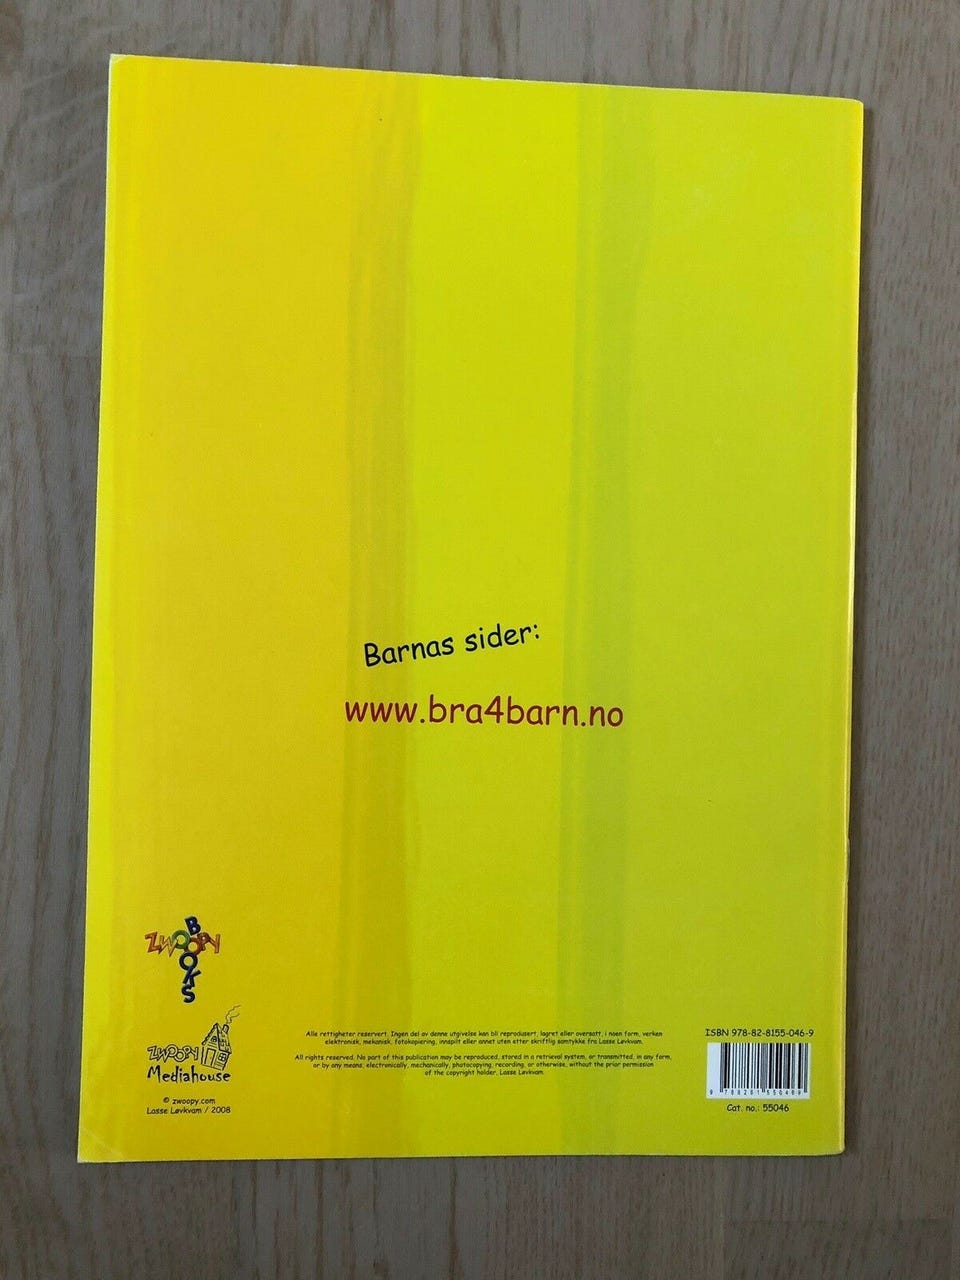 Barnas sider:
www.bra4barn.no
ZWOOPY
BOOKS
ZWOOPY
Mediahouse
© zwoopy.com
Lasse Løvkvam / 2008
Alle rettigheter reservert. Ingen del av denne utgivelse kan bli reprodusert, lagret eller oversatt, i noen form, verken
elektronisk, mekanisk, fotokopiering, innspilt eller annet uten etter skriftlig samtykke fra Lasse Løvkvam.
All rights reserved. No part of this publication may be reproduced, stored in a retrieval system, or transmitted, in any form,
or by any means, electronically, mechanically, photocopying, recording, or otherwise, without the prior permission
of the copyright holder, Lasse Løvkvam.
ISBN 978-82-8155-046-9
9 788281 550469
Cat. no.: 55046